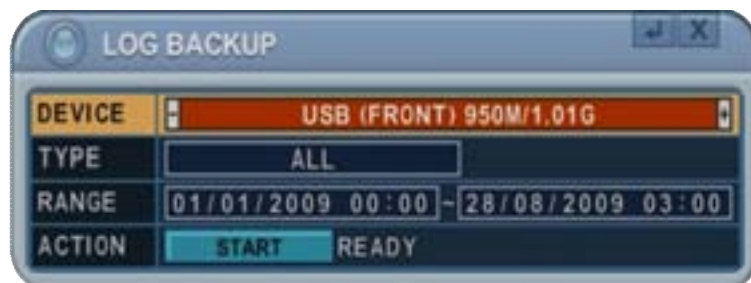 LOG BACKUP
X
DEVICE - USB (FRONT) 950M/1.01G +
TYPE ALL
RANGE 01/01/2009 00:00 ~ 28/08/2009 03:00
ACTION START READY